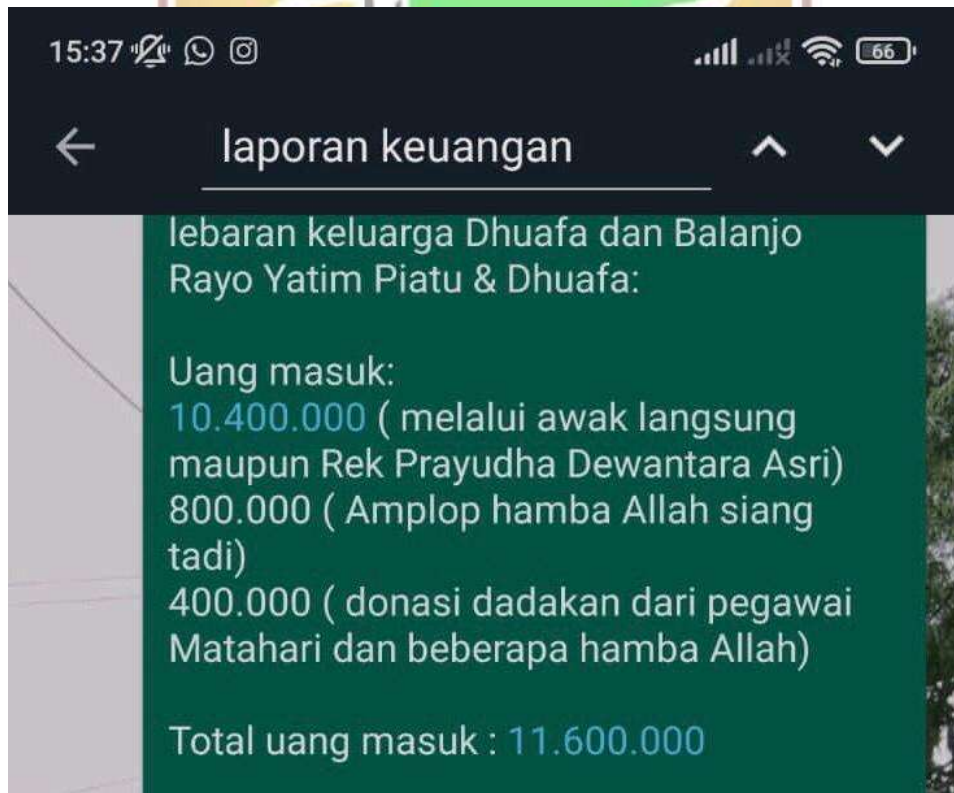 15:37
66
laporan keuangan
lebaran keluarga Dhuafa dan Balanjo
Rayo Yatim Piatu & Dhuafa:
Uang masuk:
10.400.000 ( melalui awak langsung
maupun Rek Prayudha Dewantara Asri)
800.000 ( Amplop hamba Allah siang
tadi)
400.000 ( donasi dadakan dari pegawai
Matahari dan beberapa hamba Allah)
Total uang masuk : 11.600.000